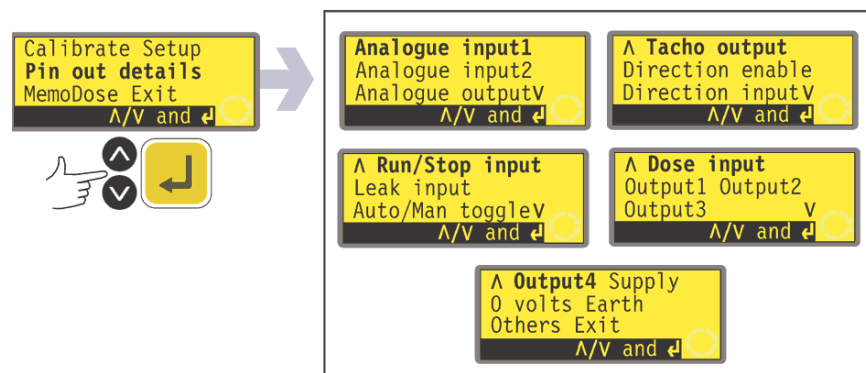 Calibrate Setup
Pin out details
MemoDose Exit
Λ/V and ↲
Analogue input1
Analogue input2
Analogue outputV
Λ/V and ↲
Λ Tacho output
Direction enable
Direction inputV
Λ/V and ↲
Λ Run/Stop input
Leak input
Auto/Man toggleV
Λ/V and ↲
Λ Dose input
Output1 Output2
Output3 V
Λ/V and ↲
Λ Output4 Supply
0 volts Earth
Others Exit
Λ/V and ↲